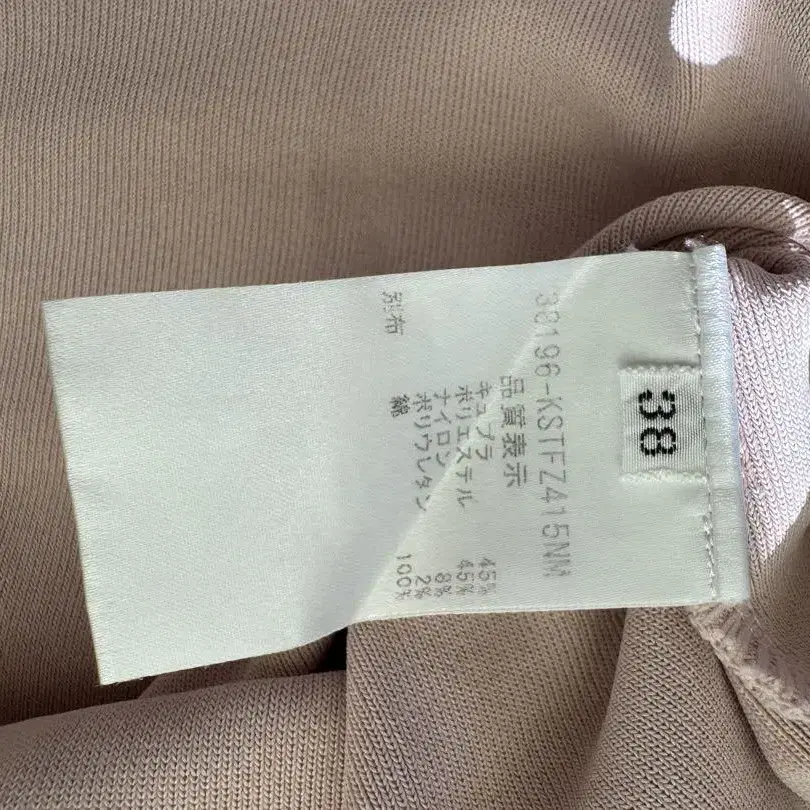 38
38196-KSTFZ415NM
品質表示
キュプラ 45%
ポリエステル 45%
ナイロン 8%
ポリウレタン 2%
別布 綿 100%